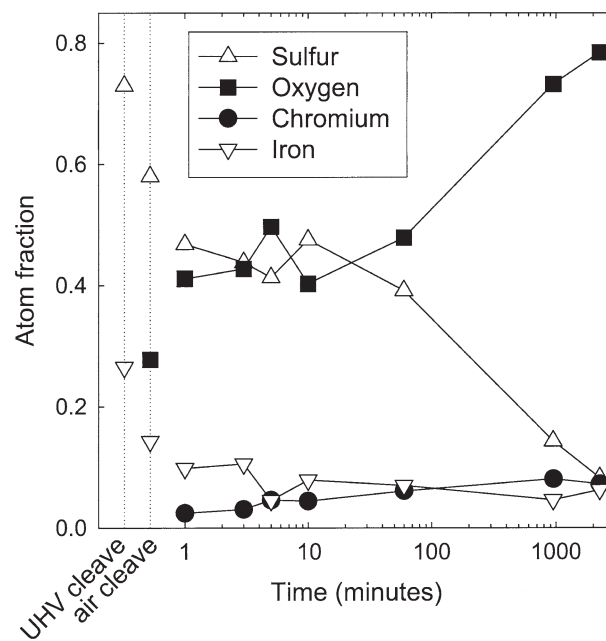 0.8
0.6
0.4
0.2
0.0
Atom fraction
Sulfur
Oxygen
Chromium
Iron
1
10
100
1000
UHV cleave
air cleave
Time (minutes)